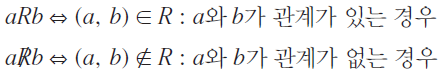 aRb ⇔ (a, b) ∈ R : a와 b가 관계가 있는 경우
aR̸b ⇔ (a, b) ∉ R : a와 b가 관계가 없는 경우